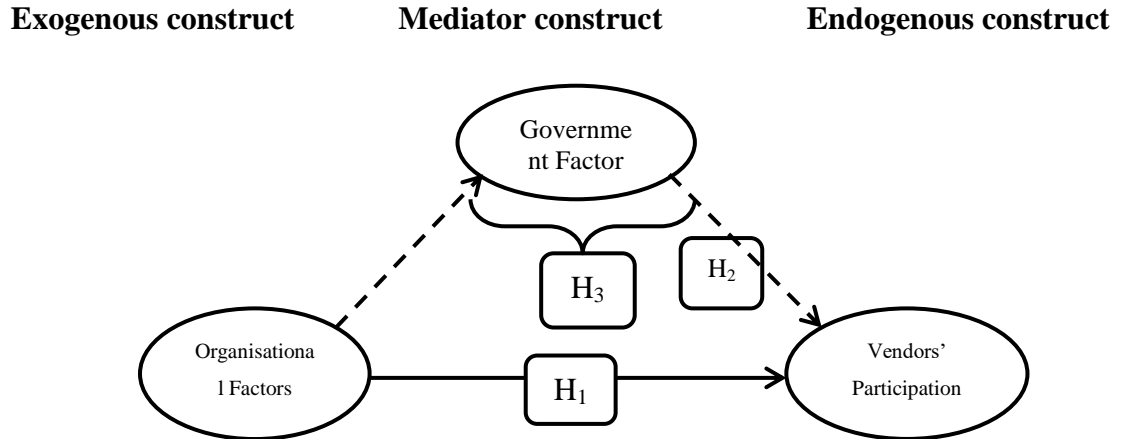 Exogenous construct Mediator construct Endogenous construct
Governme
nt Factor
H2
H3
Organisationa
l Factors
Vendors’
Participation
H1